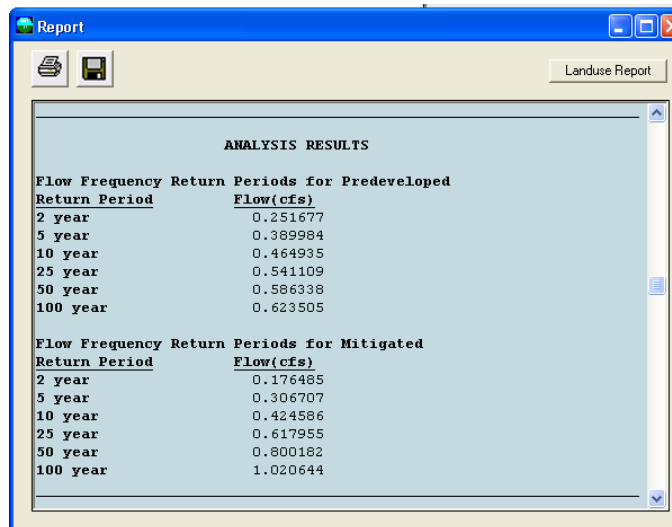 Report
Landuse Report
ANALYSIS RESULTS
Flow Frequency Return Periods for Predeveloped
Return Period Flow(cfs)
2 year 0.251677
5 year 0.389984
10 year 0.464935
25 year 0.541109
50 year 0.586338
100 year 0.623505
Flow Frequency Return Periods for Mitigated
Return Period Flow(cfs)
2 year 0.176485
5 year 0.306707
10 year 0.424586
25 year 0.617955
50 year 0.800182
100 year 1.020644